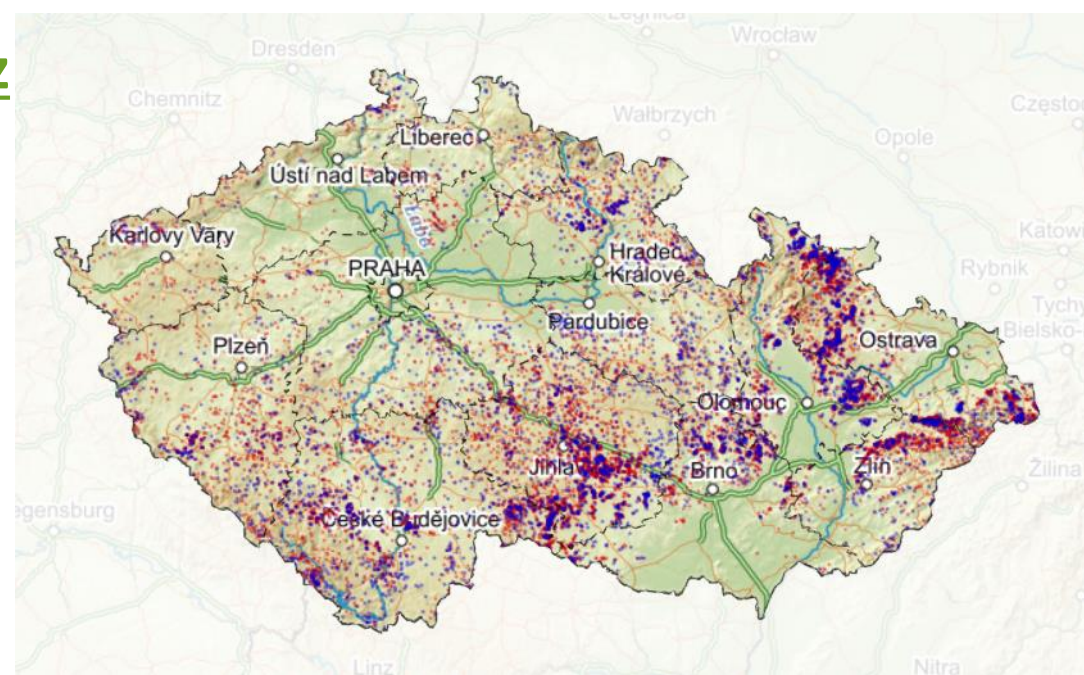 Legnica
Wrocław
Dresden
z
Chemnitz
Wałbrzych
Opole
Liberec
Ústí nad Labem
Labe
Karlovy Vary
Hradec
Králové
PRAHA
Rybnik
Pardubice
Ostrava
Plzeň
Olomouc
Jihlava
Brno
Zlín
Žilina
České Budějovice
Linz
Nitra